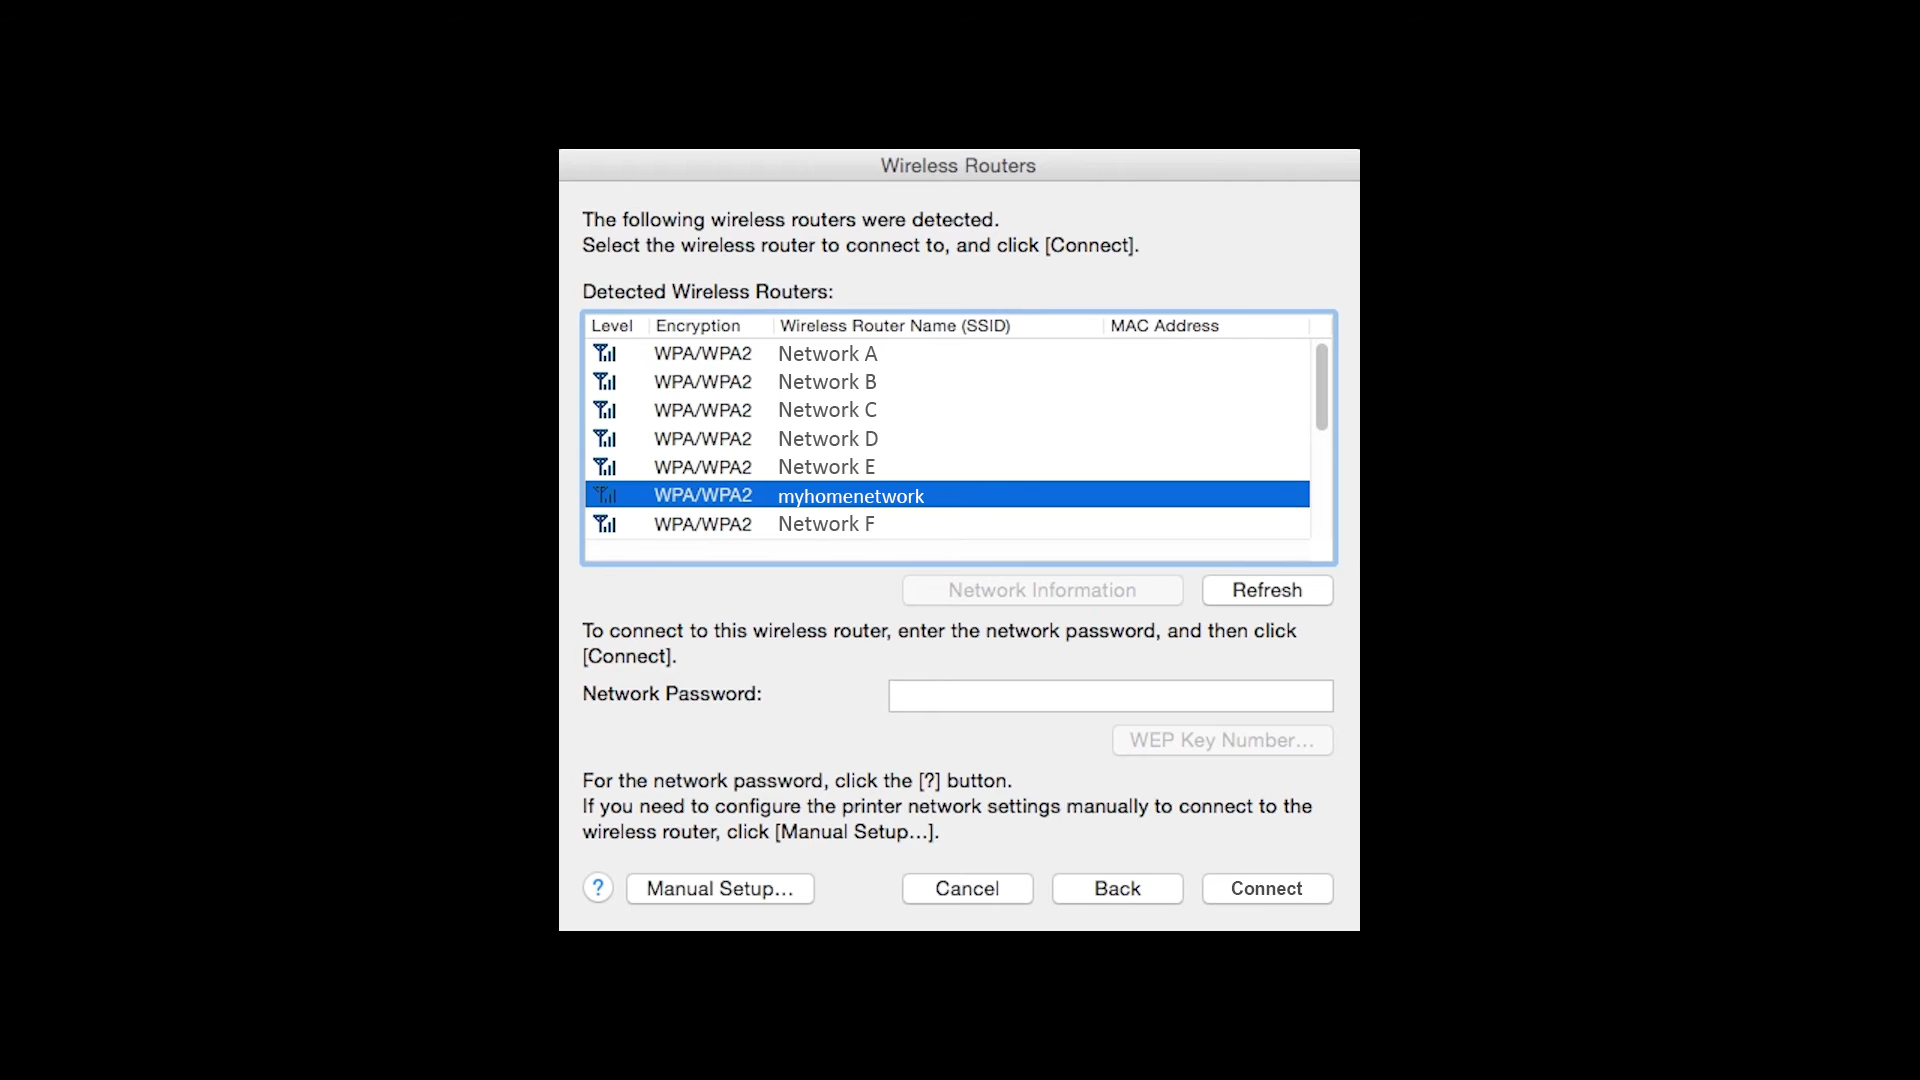 Wireless Routers
The following wireless routers were detected.
Select the wireless router to connect to, and click [Connect].
Detected Wireless Routers:
Level Encryption Wireless Router Name (SSID) MAC Address
WPA/WPA2 Network A
WPA/WPA2 Network B
WPA/WPA2 Network C
WPA/WPA2 Network D
WPA/WPA2 Network E
WPA/WPA2 myhomenetwork
WPA/WPA2 Network F
Network Information Refresh
To connect to this wireless router, enter the network password, and then click
[Connect].
Network Password:
WEP Key Number...
For the network password, click the [?] button.
If you need to configure the printer network settings manually to connect to the
wireless router, click [Manual Setup...].
? Manual Setup... Cancel Back Connect